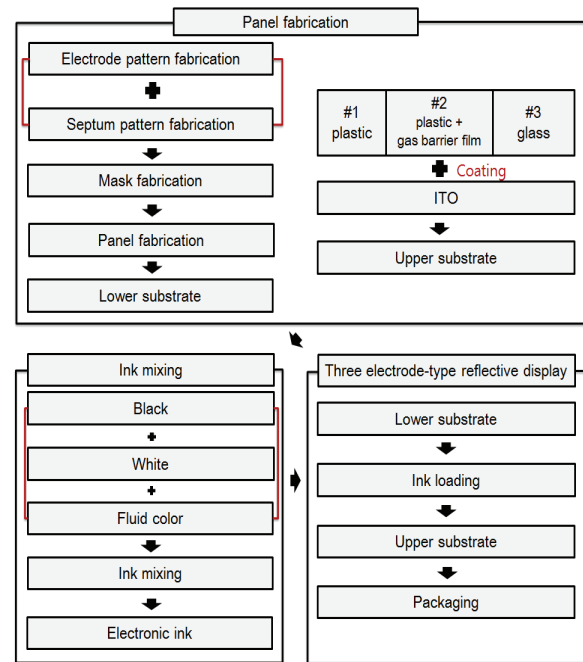 Panel fabrication
Electrode pattern fabrication
Septum pattern fabrication
Mask fabrication
Panel fabrication
Lower substrate
#1
plastic
#2
plastic +
gas barrier film
#3
glass
Coating
ITO
Upper substrate
Ink mixing
Black
White
Fluid color
Ink mixing
Electronic ink
Three electrode-type reflective display
Lower substrate
Ink loading
Upper substrate
Packaging